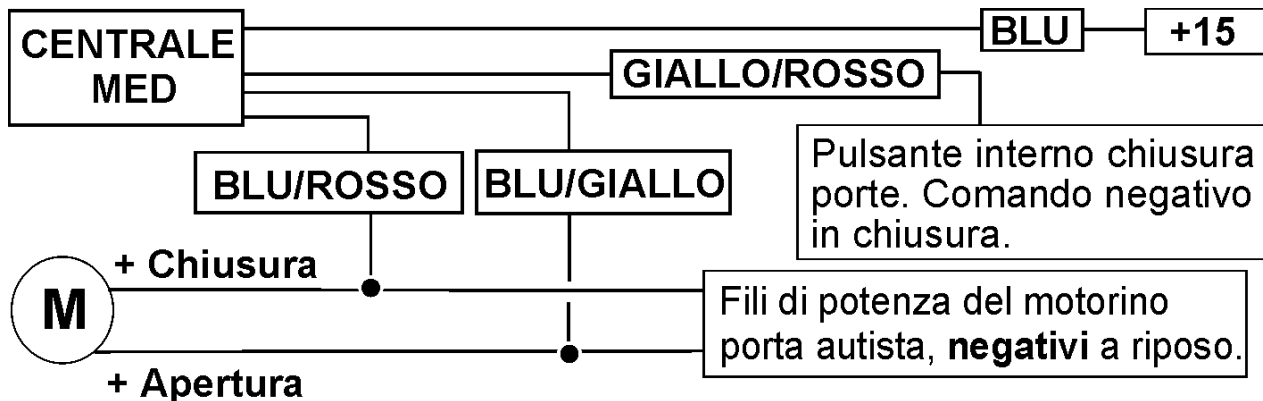 CENTRALE
MED
BLU
+15
GIALLO/ROSSO
Pulsante interno chiusura
porte. Comando negativo
in chiusura.
BLU/ROSSO
BLU/GIALLO
+ Chiusura
M
Fili di potenza del motorino
porta autista, negativi a riposo.
+ Apertura